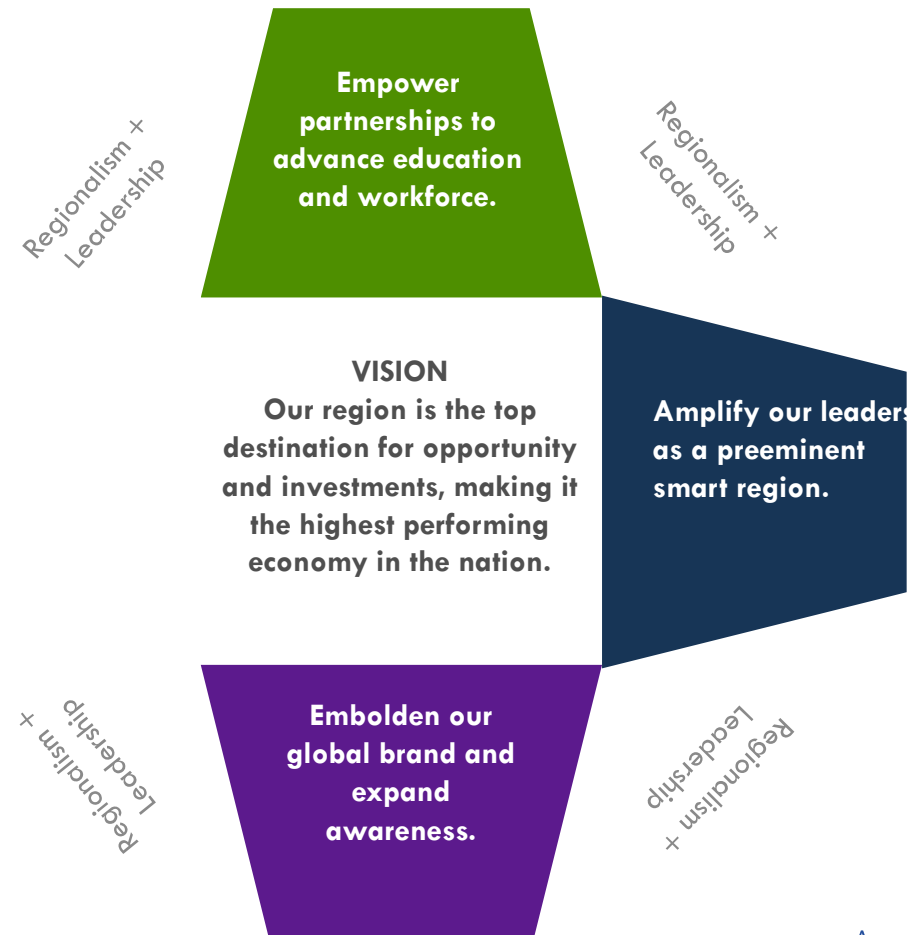 Empower
partnerships to
advance education
and workforce.
Regionalism +
Leadership
Regionalism +
Leadership
VISION
Our region is the top
destination for opportunity
and investments, making it
the highest performing
economy in the nation.
Amplify our leaders
as a preeminent
smart region.
Embolden our
global brand and
expand
awareness.
Regionalism +
Leadership
Regionalism +
Leadership